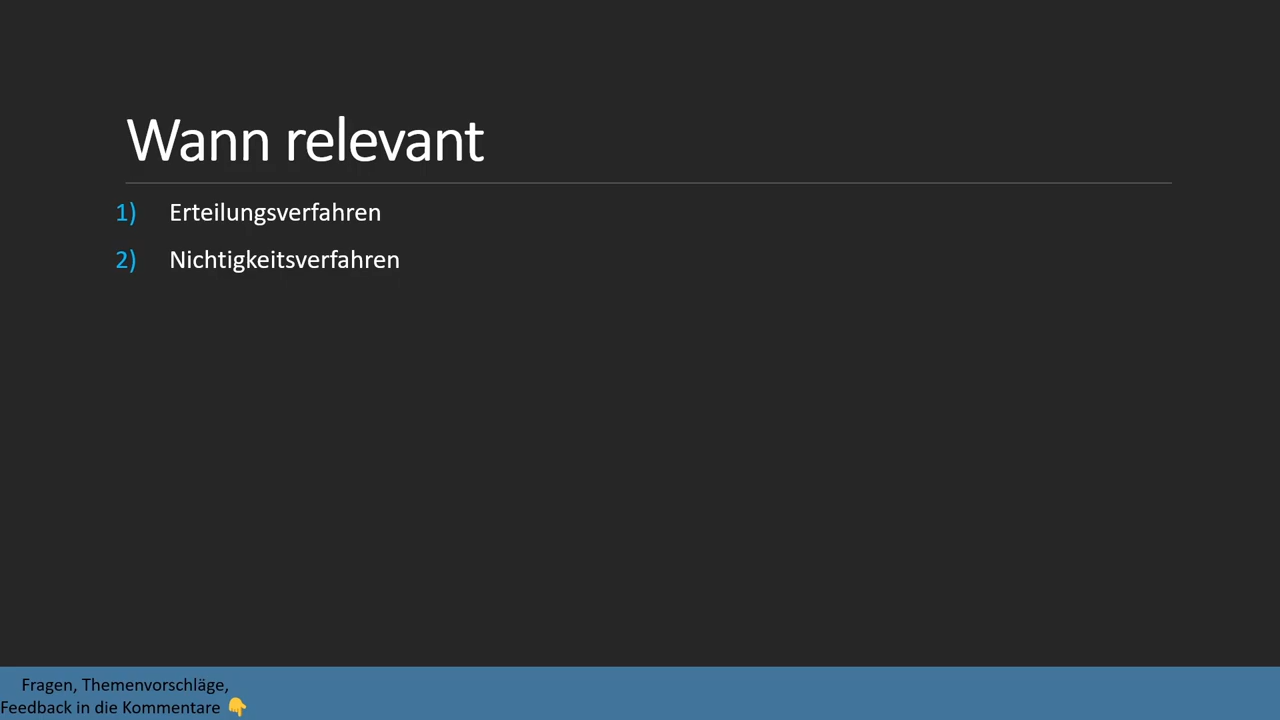 Wann relevant
1) Erteilungsverfahren
2) Nichtigkeitsverfahren
Fragen, Themenvorschläge,
Feedback in die Kommentare 👇